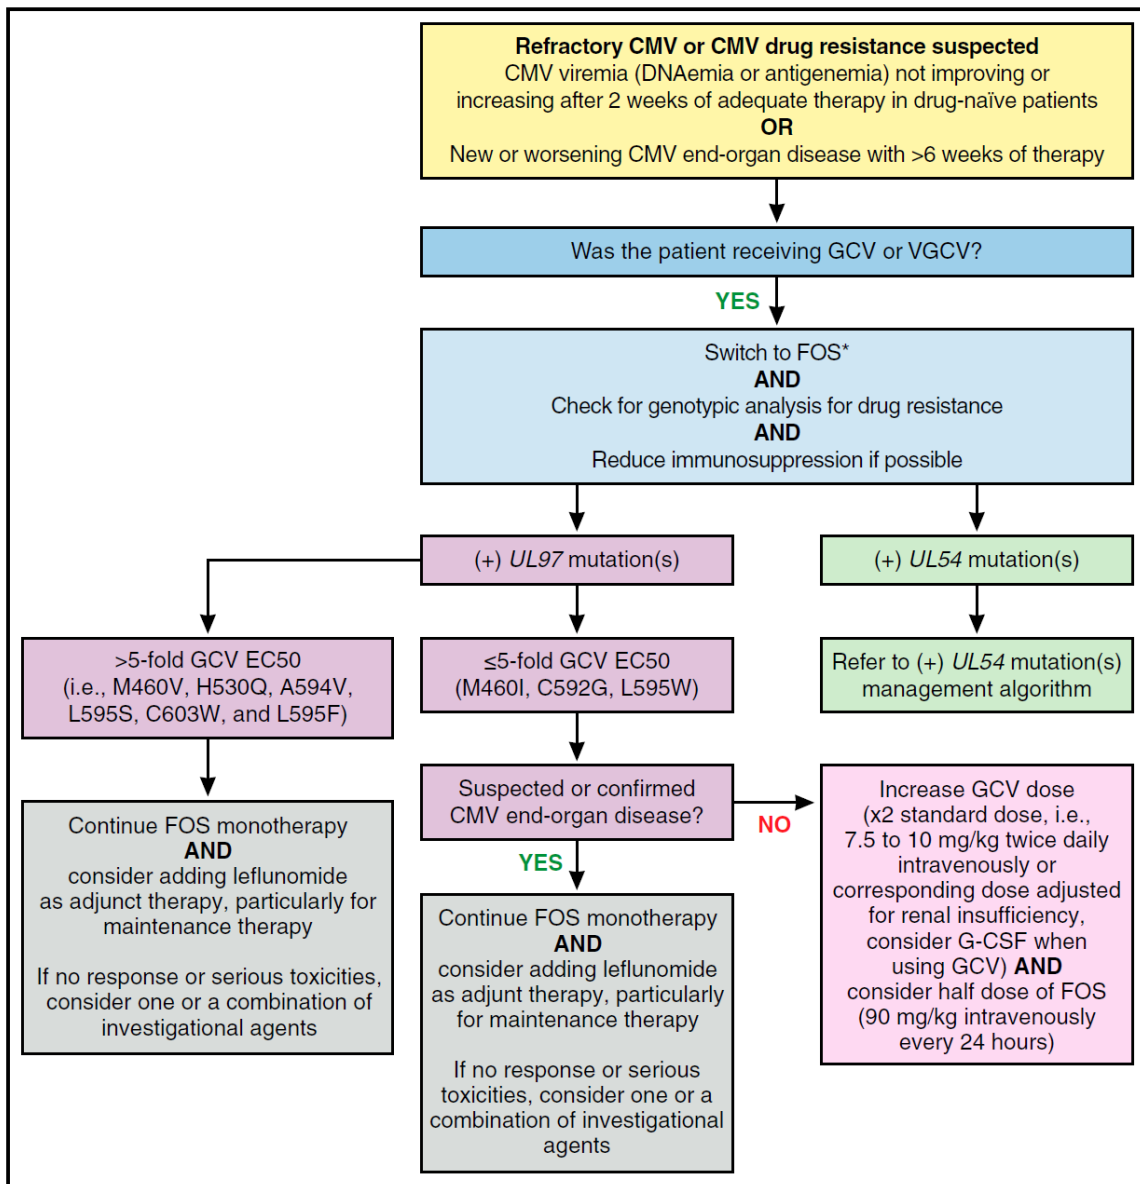 Refractory CMV or CMV drug resistance suspected
CMV viremia (DNAemia or antigenemia) not improving or
increasing after 2 weeks of adequate therapy in drug-naïve patients
OR
New or worsening CMV end-organ disease with >6 weeks of therapy
Was the patient receiving GCV or VGCV?
YES
Switch to FOS*
AND
Check for genotypic analysis for drug resistance
AND
Reduce immunosuppression if possible
(+) UL97 mutation(s)
(+) UL54 mutation(s)
>5-fold GCV EC50
(i.e., M460V, H530Q, A594V,
L595S, C603W, and L595F)
≤5-fold GCV EC50
(M460I, C592G, L595W)
Refer to (+) UL54 mutation(s)
management algorithm
Continue FOS monotherapy
AND
consider adding leflunomide
as adjunct therapy, particularly for
maintenance therapy
If no response or serious toxicities,
consider one or a combination of
investigational agents
Suspected or confirmed
CMV end-organ disease?
NO
YES
Increase GCV dose
(x2 standard dose, i.e.,
7.5 to 10 mg/kg twice daily
intravenously or
corresponding dose adjusted
for renal insufficiency,
consider G-CSF when
using GCV) AND
consider half dose of FOS
(90 mg/kg intravenously
every 24 hours)
Continue FOS monotherapy
AND
consider adding leflunomide
as adjunt therapy, particularly
for maintenance therapy
If no response or serious
toxicities, consider one or a
combination of investigational
agents